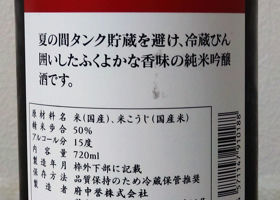 夏の間タンク貯蔵を避け、冷蔵びん
囲いしたふくよかな香味の純米吟醸
酒です。
原材料名 米(国産)、米こうじ(国産米)
精米歩合 50%
アルコール分 15度
内容量 720ml
製造年月 枠外下部に記載
保存方法 品質保持のため冷蔵保管推奨
製造者 府中誉株式会社
4571147910188